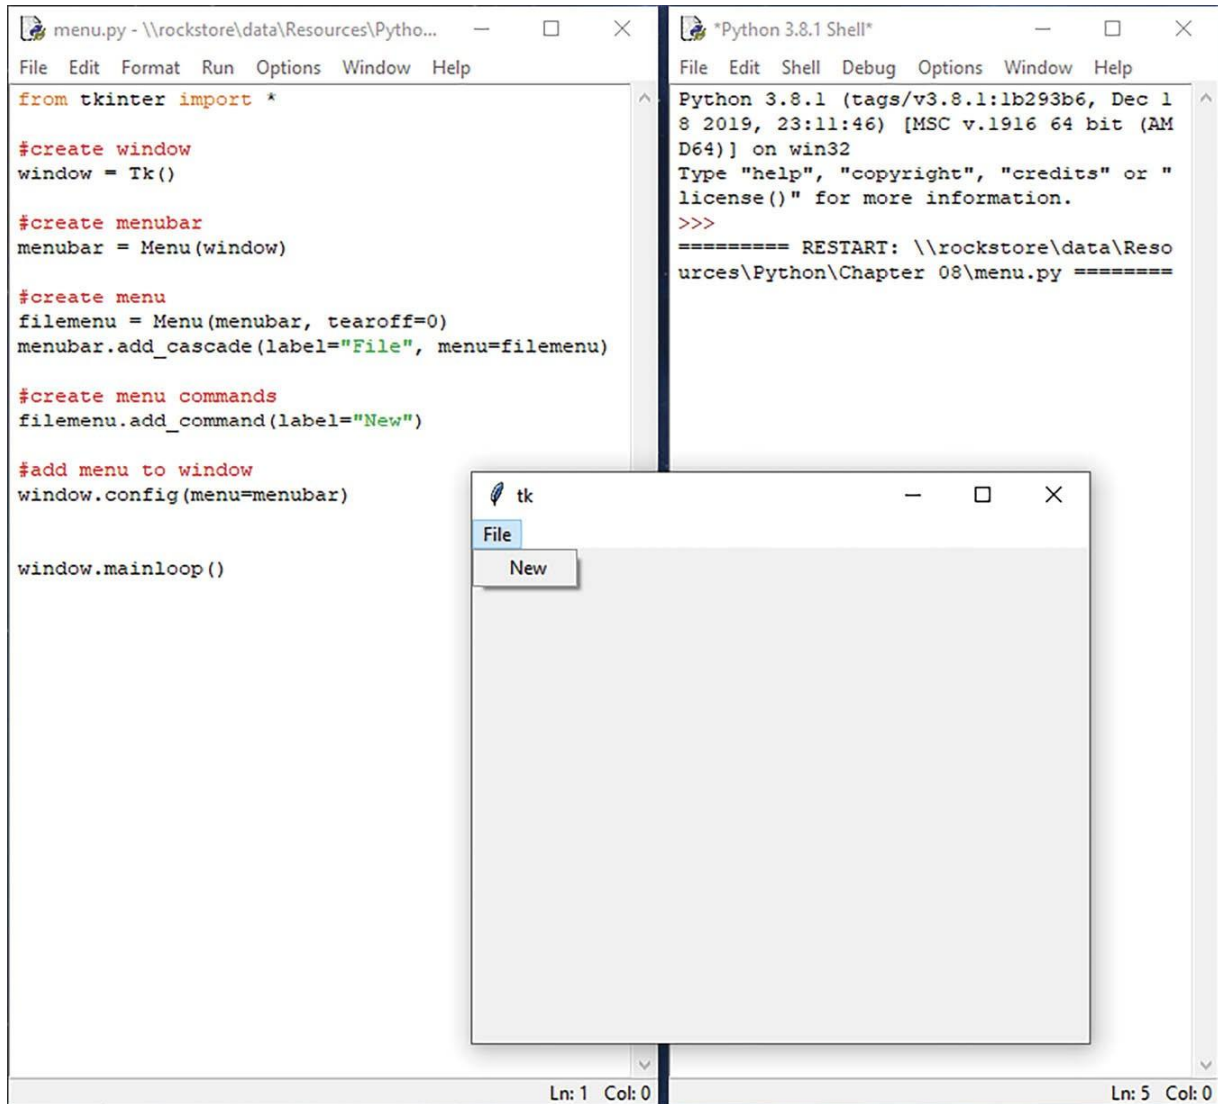 menu.py - \\rockstore\data\Resources\Pytho...
File Edit Format Run Options Window Help
from tkinter import *
#create window
window = Tk()
#create menubar
menubar = Menu(window)
#create menu
filemenu = Menu(menubar, tearoff=0)
menubar.add_cascade(label="File", menu=filemenu)
#create menu commands
filemenu.add_command(label="New")
#add menu to window
window.config(menu=menubar)
window.mainloop()
Ln: 1 Col: 0
*Python 3.8.1 Shell*
File Edit Shell Debug Options Window Help
Python 3.8.1 (tags/v3.8.1:1b293b6, Dec 1
8 2019, 23:11:46) [MSC v.1916 64 bit (AM
D64)] on win32
Type "help", "copyright", "credits" or "
license()" for more information.
>>>
========= RESTART: \\rockstore\data\Reso
urces\Python\Chapter 08\menu.py ========
Ln: 5 Col: 0
tk
File
New